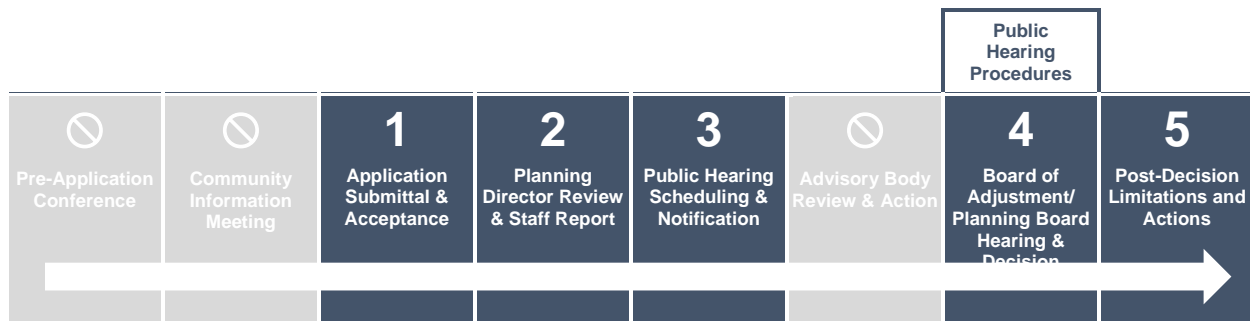 Public
Hearing
Procedures
Pre-Application
Conference
Community
Information
Meeting
1
Application
Submittal &
Acceptance
2
Planning
Director Review
& Staff Report
3
Public Hearing
Scheduling &
Notification
Advisory Body
Review & Action
4
Board of
Adjustment/
Planning Board
Hearing &
Decision
5
Post-Decision
Limitations and
Actions